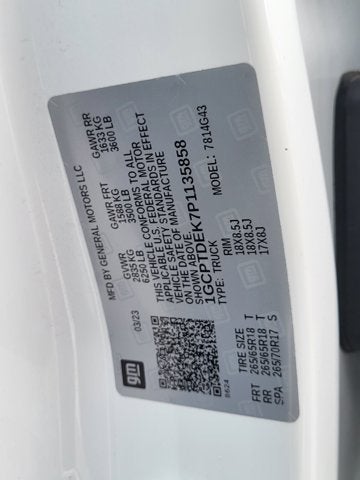 MFD BY GENERAL MOTORS LLC
03/23 GVWR GAWR FRT GAWR RR
2835 KG 1588 KG 1633 KG
6250 LB 3500 LB 3600 LB
THIS VEHICLE CONFORMS TO ALL
APPLICABLE U.S. FEDERAL MOTOR
VEHICLE SAFETY STANDARDS IN EFFECT
ON THE DATE OF MANUFACTURE
SHOWN ABOVE.
1GCPTDEK7P1135858
TYPE: TRUCK MODEL: 7814G43
gm
8624
TIRE SIZE RIM
FRT 265/65R18 T 18X8.5J
RR 265/65R18 T 18X8.5J
SPA 265/70R17 S 17X8J